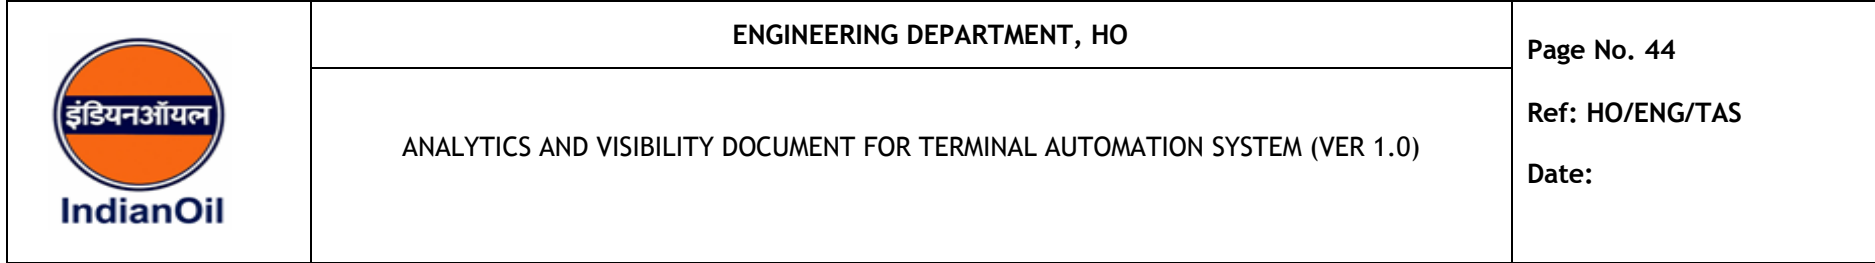 इंडियनऑयल
IndianOil
ENGINEERING DEPARTMENT, HO
ANALYTICS AND VISIBILITY DOCUMENT FOR TERMINAL AUTOMATION SYSTEM (VER 1.0)
Page No. 44
Ref: HO/ENG/TAS
Date: